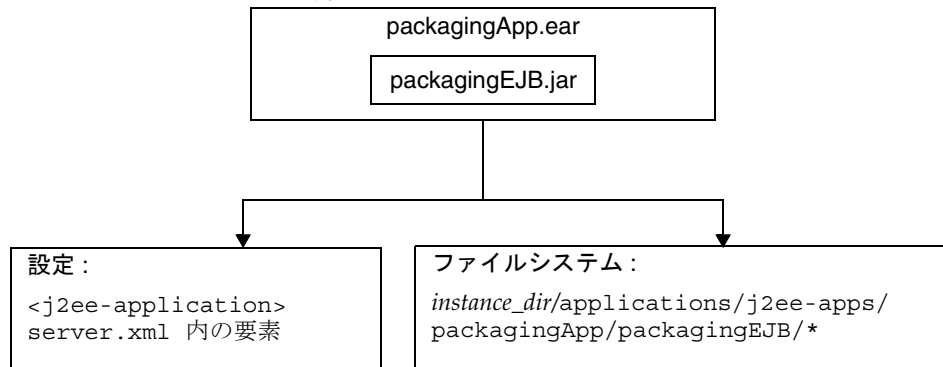 packagingApp.ear
packagingEJB.jar
設定 :
<j2ee-application>
server.xml 内の要素
ファイルシステム :
instance_dir/applications/j2ee-apps/
packagingApp/packagingEJB/*